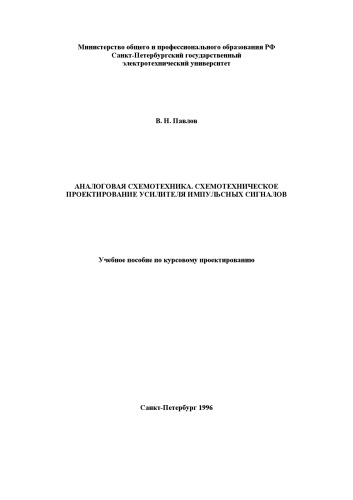 Министерство общего и профессионального образования РФ
Санкт-Петербургский государственный
электротехнический университет
В. Н. Павлов
АНАЛОГОВАЯ СХЕМОТЕХНИКА. СХЕМОТЕХНИЧЕСКОЕ
ПРОЕКТИРОВАНИЕ УСИЛИТЕЛЯ ИМПУЛЬСНЫХ СИГНАЛОВ
Учебное пособие по курсовому проектированию
Санкт-Петербург 1996